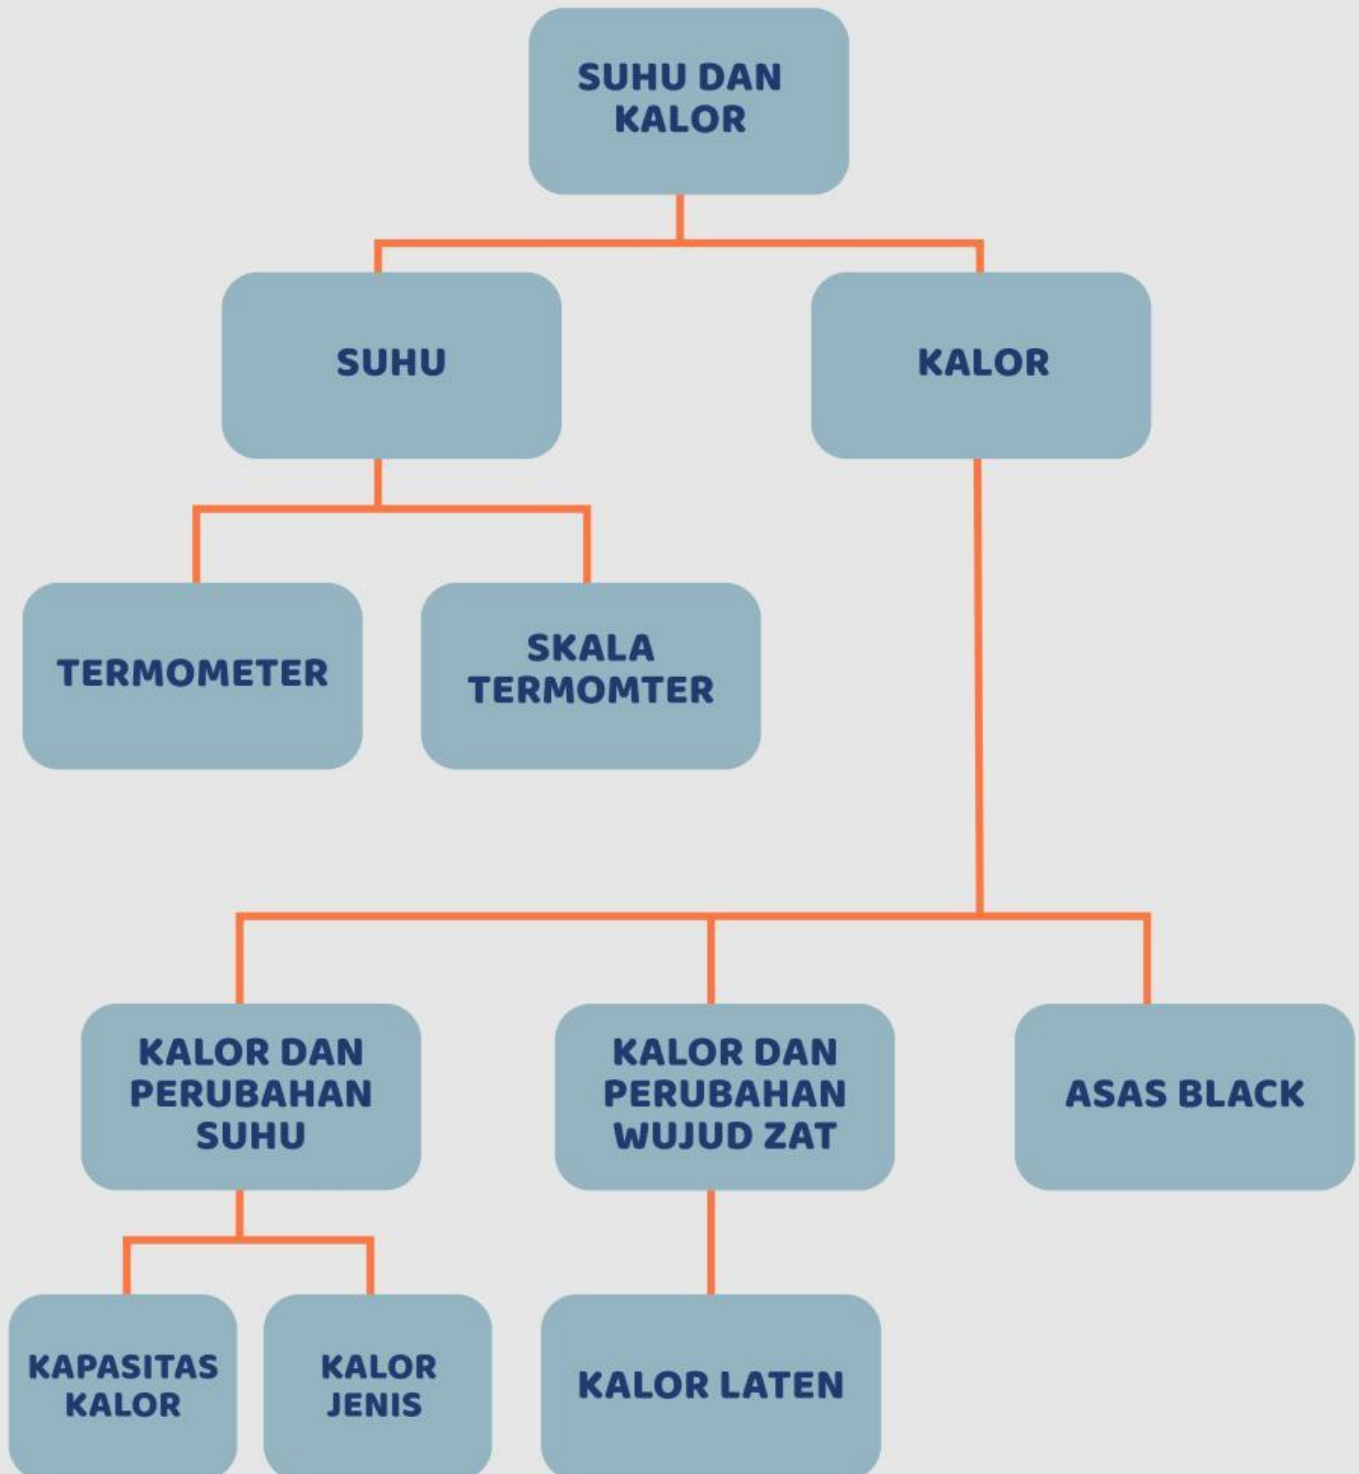 SUHU DAN
KALOR
SUHU
KALOR
TERMOMETER
SKALA
TERMOMTER
KALOR DAN
PERUBAHAN
SUHU
KALOR DAN
PERUBAHAN
WUJUD ZAT
ASAS BLACK
KAPASITAS
KALOR
KALOR
JENIS
KALOR LATEN